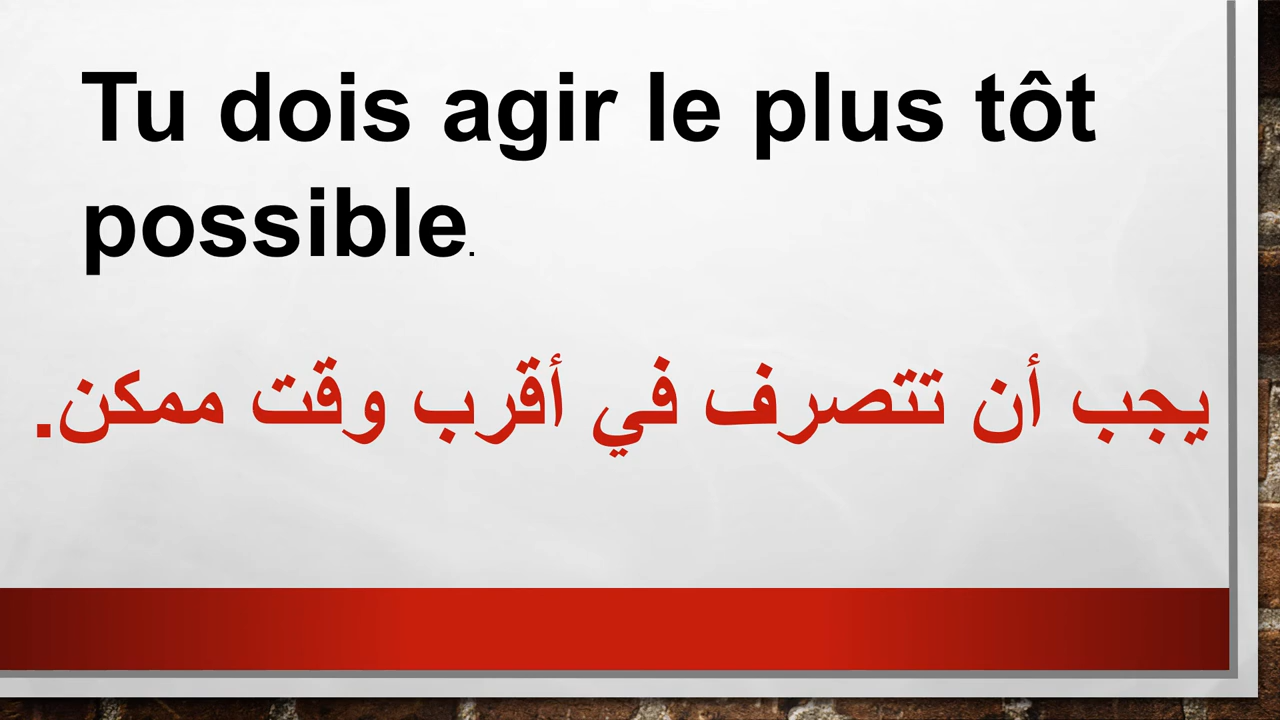 Tu dois agir le plus tôt
possible.
يجب أن تتصرف في أقرب وقت ممكن.